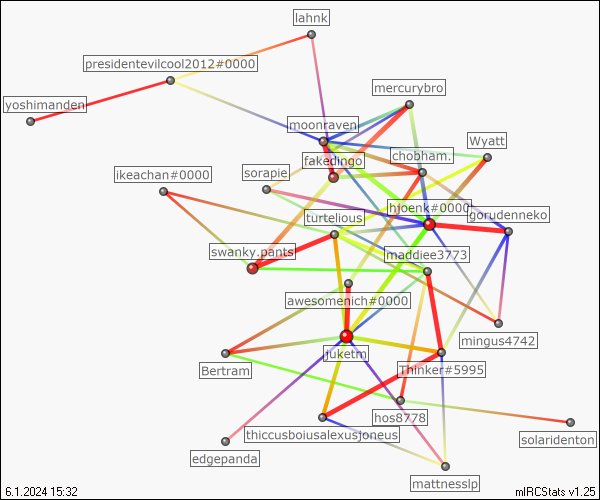 lahnk
presidentevilcool2012#0000
mercurybro
yoshimanden
moonraven
Wyatt
fakedingo
chobham.
ikeachan#0000
sorapie
hjoenk#0000
gorudenneko
turtelious
swanky.pants
maddiee3773
awesomenich#0000
mingus4742
juketm
Bertram
Thinker#5995
hos8778
thiccusboiusalexusjoneus
solaridenton
edgepanda
mattnesslp
6.1.2024 15:32
mIRCStats v1.25